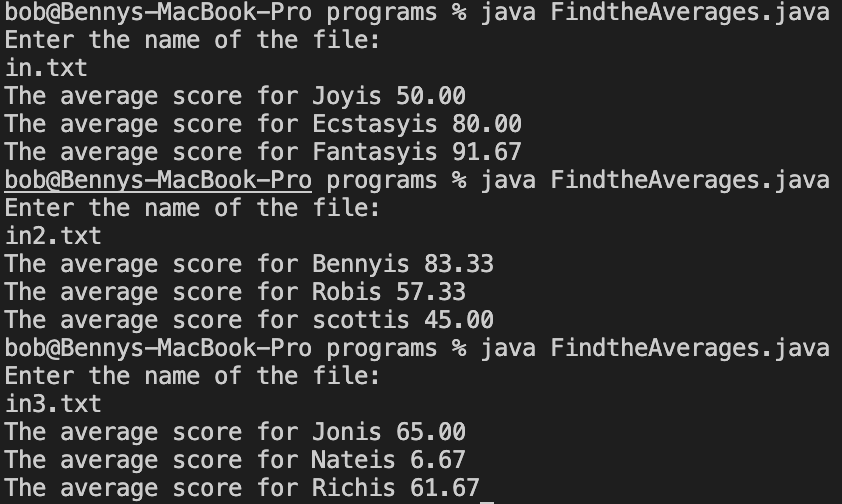 bob@Bennys-MacBook-Pro programs % java FindtheAverages.java
Enter the name of the file:
in.txt
The average score for Joyis 50.00
The average score for Ecstasyis 80.00
The average score for Fantasyis 91.67
bob@Bennys-MacBook-Pro programs % java FindtheAverages.java
Enter the name of the file:
in2.txt
The average score for Bennyis 83.33
The average score for Robis 57.33
The average score for scottis 45.00
bob@Bennys-MacBook-Pro programs % java FindtheAverages.java
Enter the name of the file:
in3.txt
The average score for Jonis 65.00
The average score for Nateis 6.67
The average score for Richis 61.67_